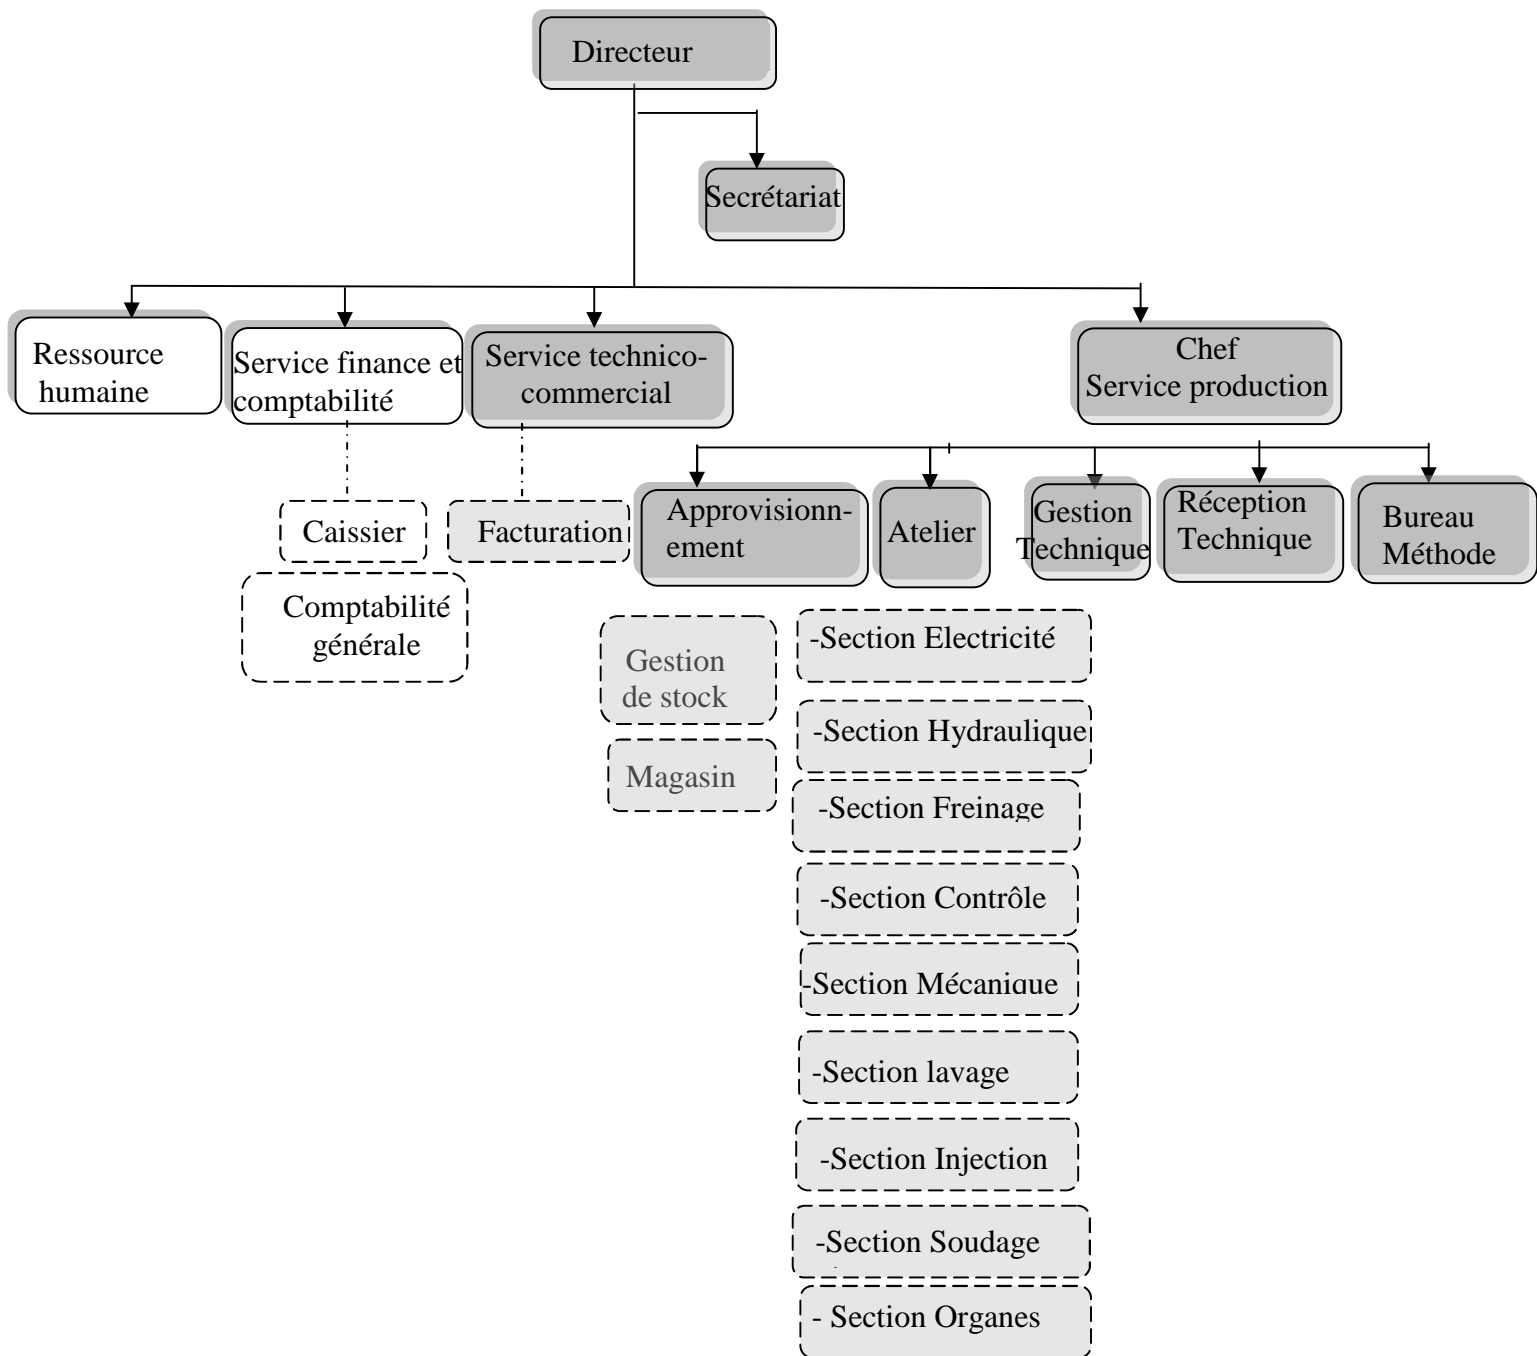 Directeur
Secrétariat
Ressource
humaine
Service finance et
comptabilité
Service technico-
commercial
Chef
Service production
Caissier
Comptabilité
générale
Facturation
Approvisionn-
ement
Atelier
Gestion
Technique
Réception
Technique
Bureau
Méthode
Gestion
de stock
Magasin
-Section Electricité
-Section Hydraulique
-Section Freinage
-Section Contrôle
-Section Mécanique
-Section lavage
-Section Injection
-Section Soudage
- Section Organes